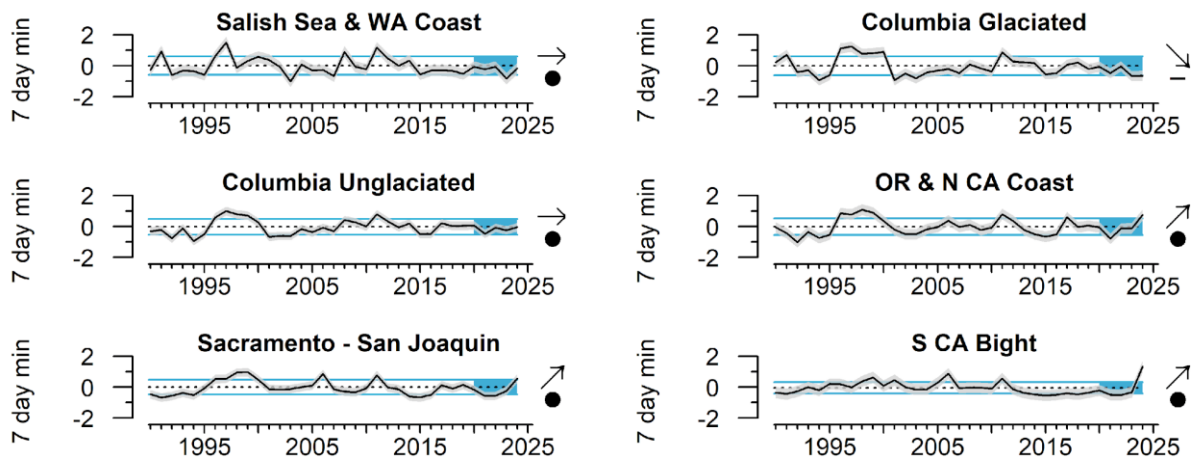 Salish Sea & WA Coast
7 day min
2
0
-2
1995 2005 2015 2025
Columbia Glaciated
7 day min
2
0
-2
1995 2005 2015 2025
Columbia Unglaciated
7 day min
2
0
-2
1995 2005 2015 2025
OR & N CA Coast
7 day min
2
0
-2
1995 2005 2015 2025
Sacramento - San Joaquin
7 day min
2
0
-2
1995 2005 2015 2025
S CA Bight
7 day min
2
0
-2
1995 2005 2015 2025